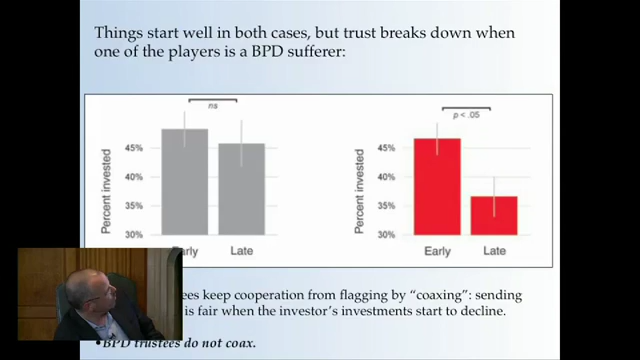 Things start well in both cases, but trust breaks down when
one of the players is a BPD sufferer:
ns
p < .05
Percent invested
45%
40%
35%
30%
Early Late
Percent invested
45%
40%
35%
30%
Early Late
keep cooperation from flagging by “coaxing”: sending
is fair when the investor's investments start to decline.
•BPD trustees do not coax.